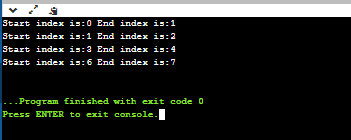 Start index is:0 End index is:1
Start index is:1 End index is:2
Start index is:3 End index is:4
Start index is:6 End index is:7
...Program finished with exit code 0
Press ENTER to exit console.